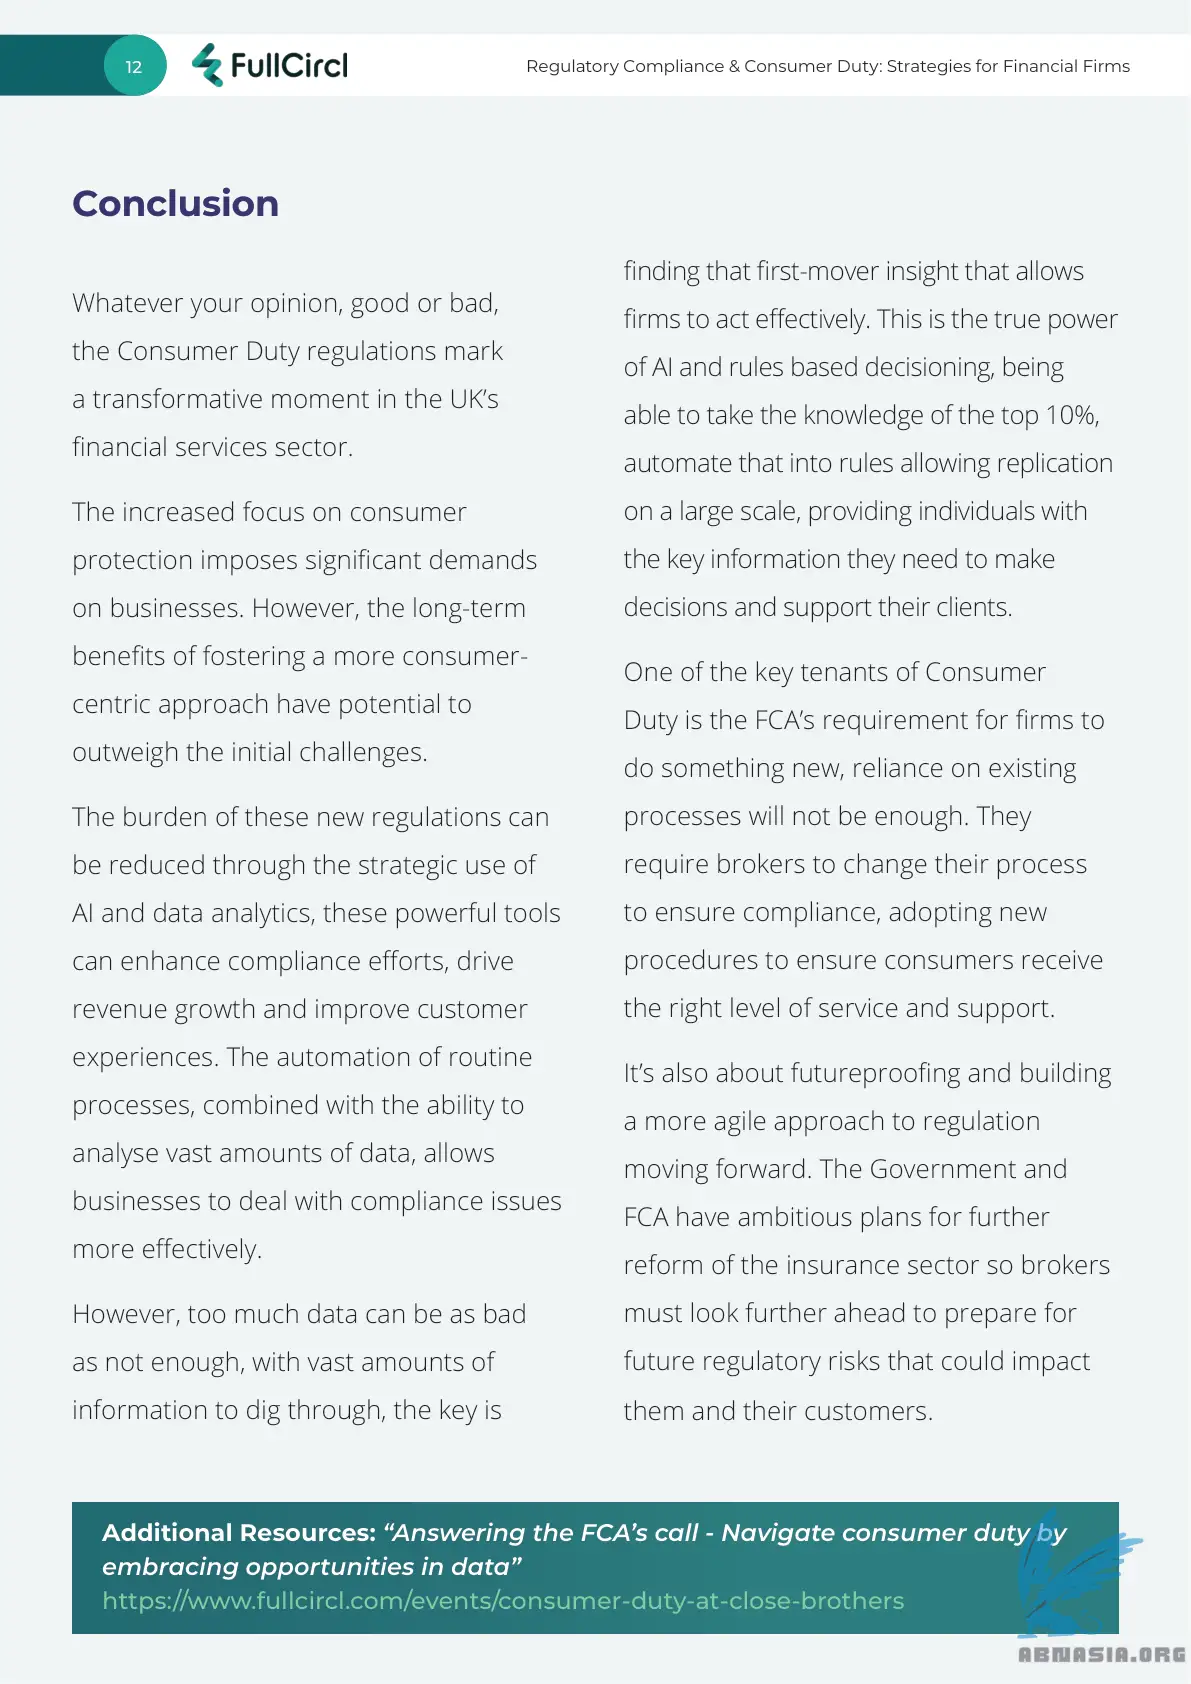 12
FullCircl
Regulatory Compliance & Consumer Duty: Strategies for Financial Firms
Conclusion
Whatever your opinion, good or bad,
the Consumer Duty regulations mark
a transformative moment in the UK’s
financial services sector.
The increased focus on consumer
protection imposes significant demands
on businesses. However, the long-term
benefits of fostering a more consumer-
centric approach have potential to
outweigh the initial challenges.
The burden of these new regulations can
be reduced through the strategic use of
AI and data analytics, these powerful tools
can enhance compliance efforts, drive
revenue growth and improve customer
experiences. The automation of routine
processes, combined with the ability to
analyse vast amounts of data, allows
businesses to deal with compliance issues
more effectively.
However, too much data can be as bad
as not enough, with vast amounts of
information to dig through, the key is
finding that first-mover insight that allows
firms to act effectively. This is the true power
of AI and rules based decisioning, being
able to take the knowledge of the top 10%,
automate that into rules allowing replication
on a large scale, providing individuals with
the key information they need to make
decisions and support their clients.
One of the key tenants of Consumer
Duty is the FCA’s requirement for firms to
do something new, reliance on existing
processes will not be enough. They
require brokers to change their process
to ensure compliance, adopting new
procedures to ensure consumers receive
the right level of service and support.
It’s also about futureproofing and building
a more agile approach to regulation
moving forward. The Government and
FCA have ambitious plans for further
reform of the insurance sector so brokers
must look further ahead to prepare for
future regulatory risks that could impact
them and their customers.
Additional Resources: “Answering the FCA’s call - Navigate consumer duty by
embracing opportunities in data”
https://www.fullcircl.com/events/consumer-duty-at-close-brothers
ABNASIA.ORG